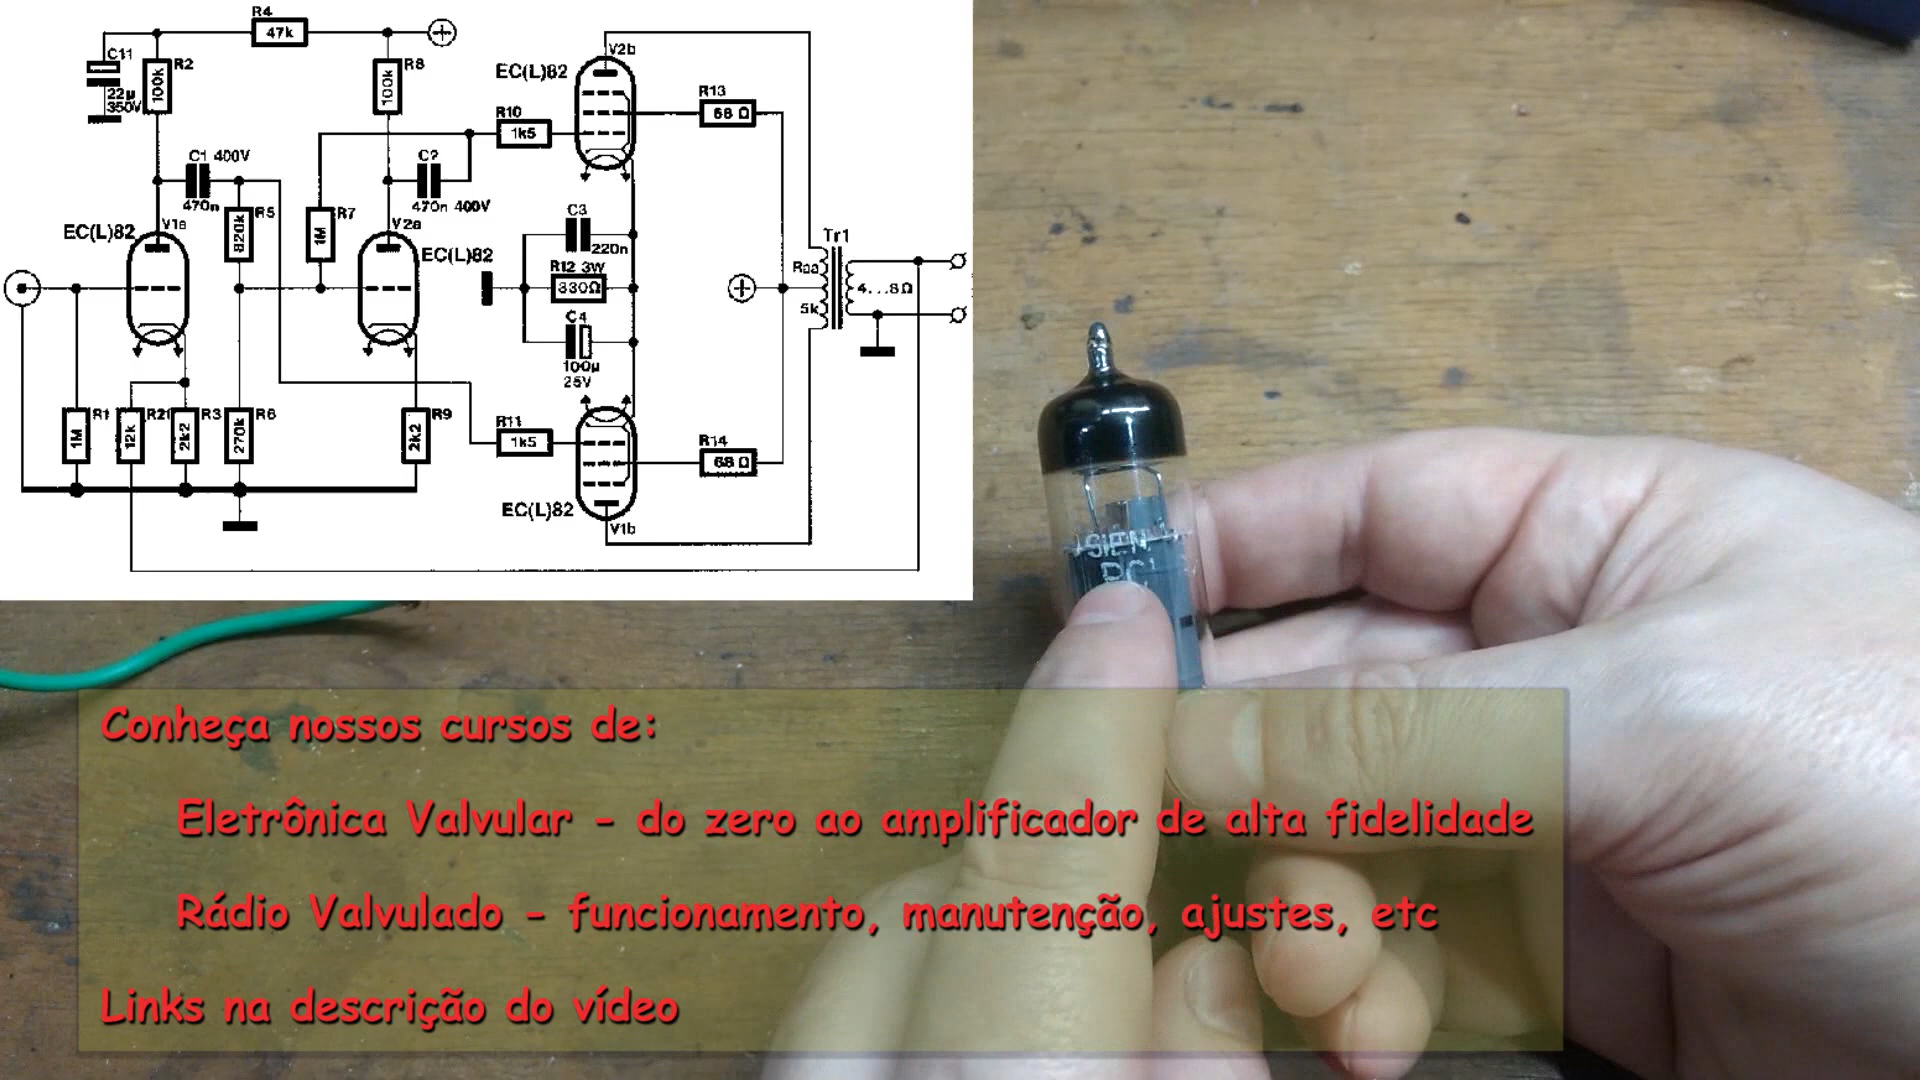 R4
47k
C11
22µ
350V
R2
100k
R8
100k
EC(L)82
V2b
R13
68 Ω
R10
1k5
C1 400V
470n
C2
470n 400V
R5
820k
R7
1M
V1a
EC(L)82
V2a
EC(L)82
C3
220n
R12 3W
330Ω
C4
100µ
25V
Tr1
Raa
5k
4...8Ω
R1
1M
R21
12k
R3
2k2
R6
270k
R9
2k2
R11
1k5
R14
68 Ω
EC(L)82
V1b
SIEM
Conheça nossos cursos de:
Eletrônica Valvular - do zero ao amplificador de alta fidelidade
Rádio Valvulado - funcionamento, manutenção, ajustes, etc
Links na descrição do vídeo